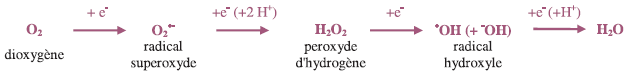 + e⁻ +e⁻ (+2 H⁺) +e⁻ +e⁻ (+H⁺)
O₂ O₂•⁻ H₂O₂ •OH (+ ⁻OH) H₂O
dioxygène radical peroxyde radical
superoxyde d'hydrogène hydroxyle